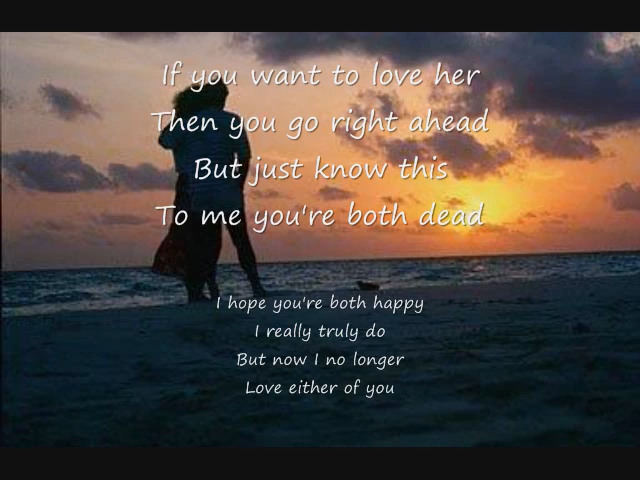 If you want to love her
Then you go right ahead
But just know this
To me you're both dead
I hope you're both happy
I really truly do
But now I no longer
Love either of you